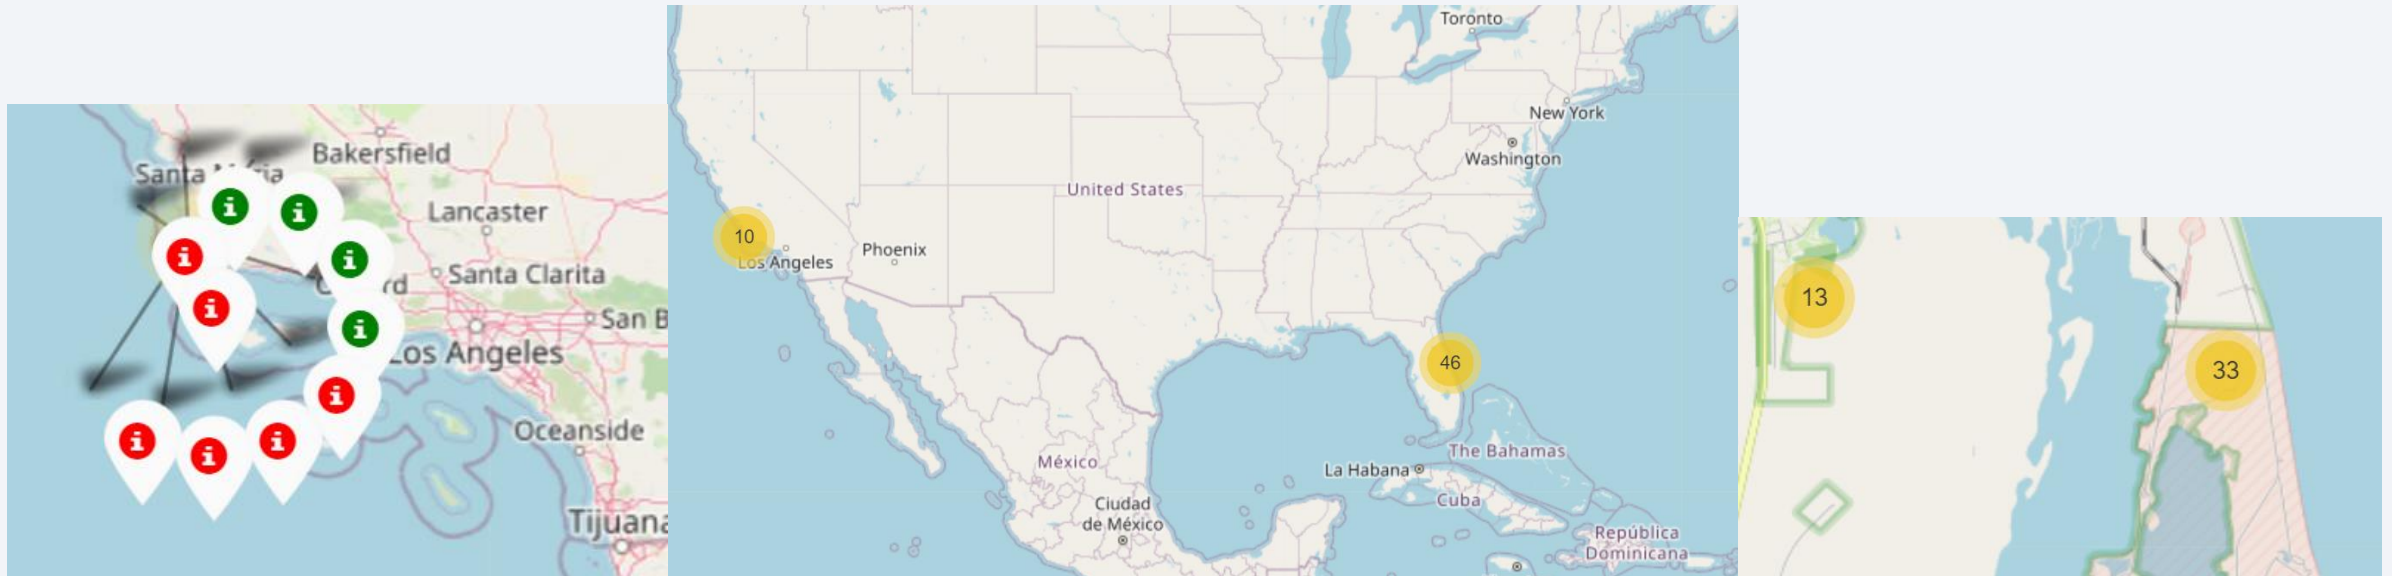 Bakersfield
Lancaster
Santa Clarita
San B
Los Angeles
Oceanside
Tijuana
Toronto
New York
Washington
United States
10
Los Angeles
Phoenix
46
México
La Habana
The Bahamas
Cuba
Ciudad
de México
República
Dominicana
13
33